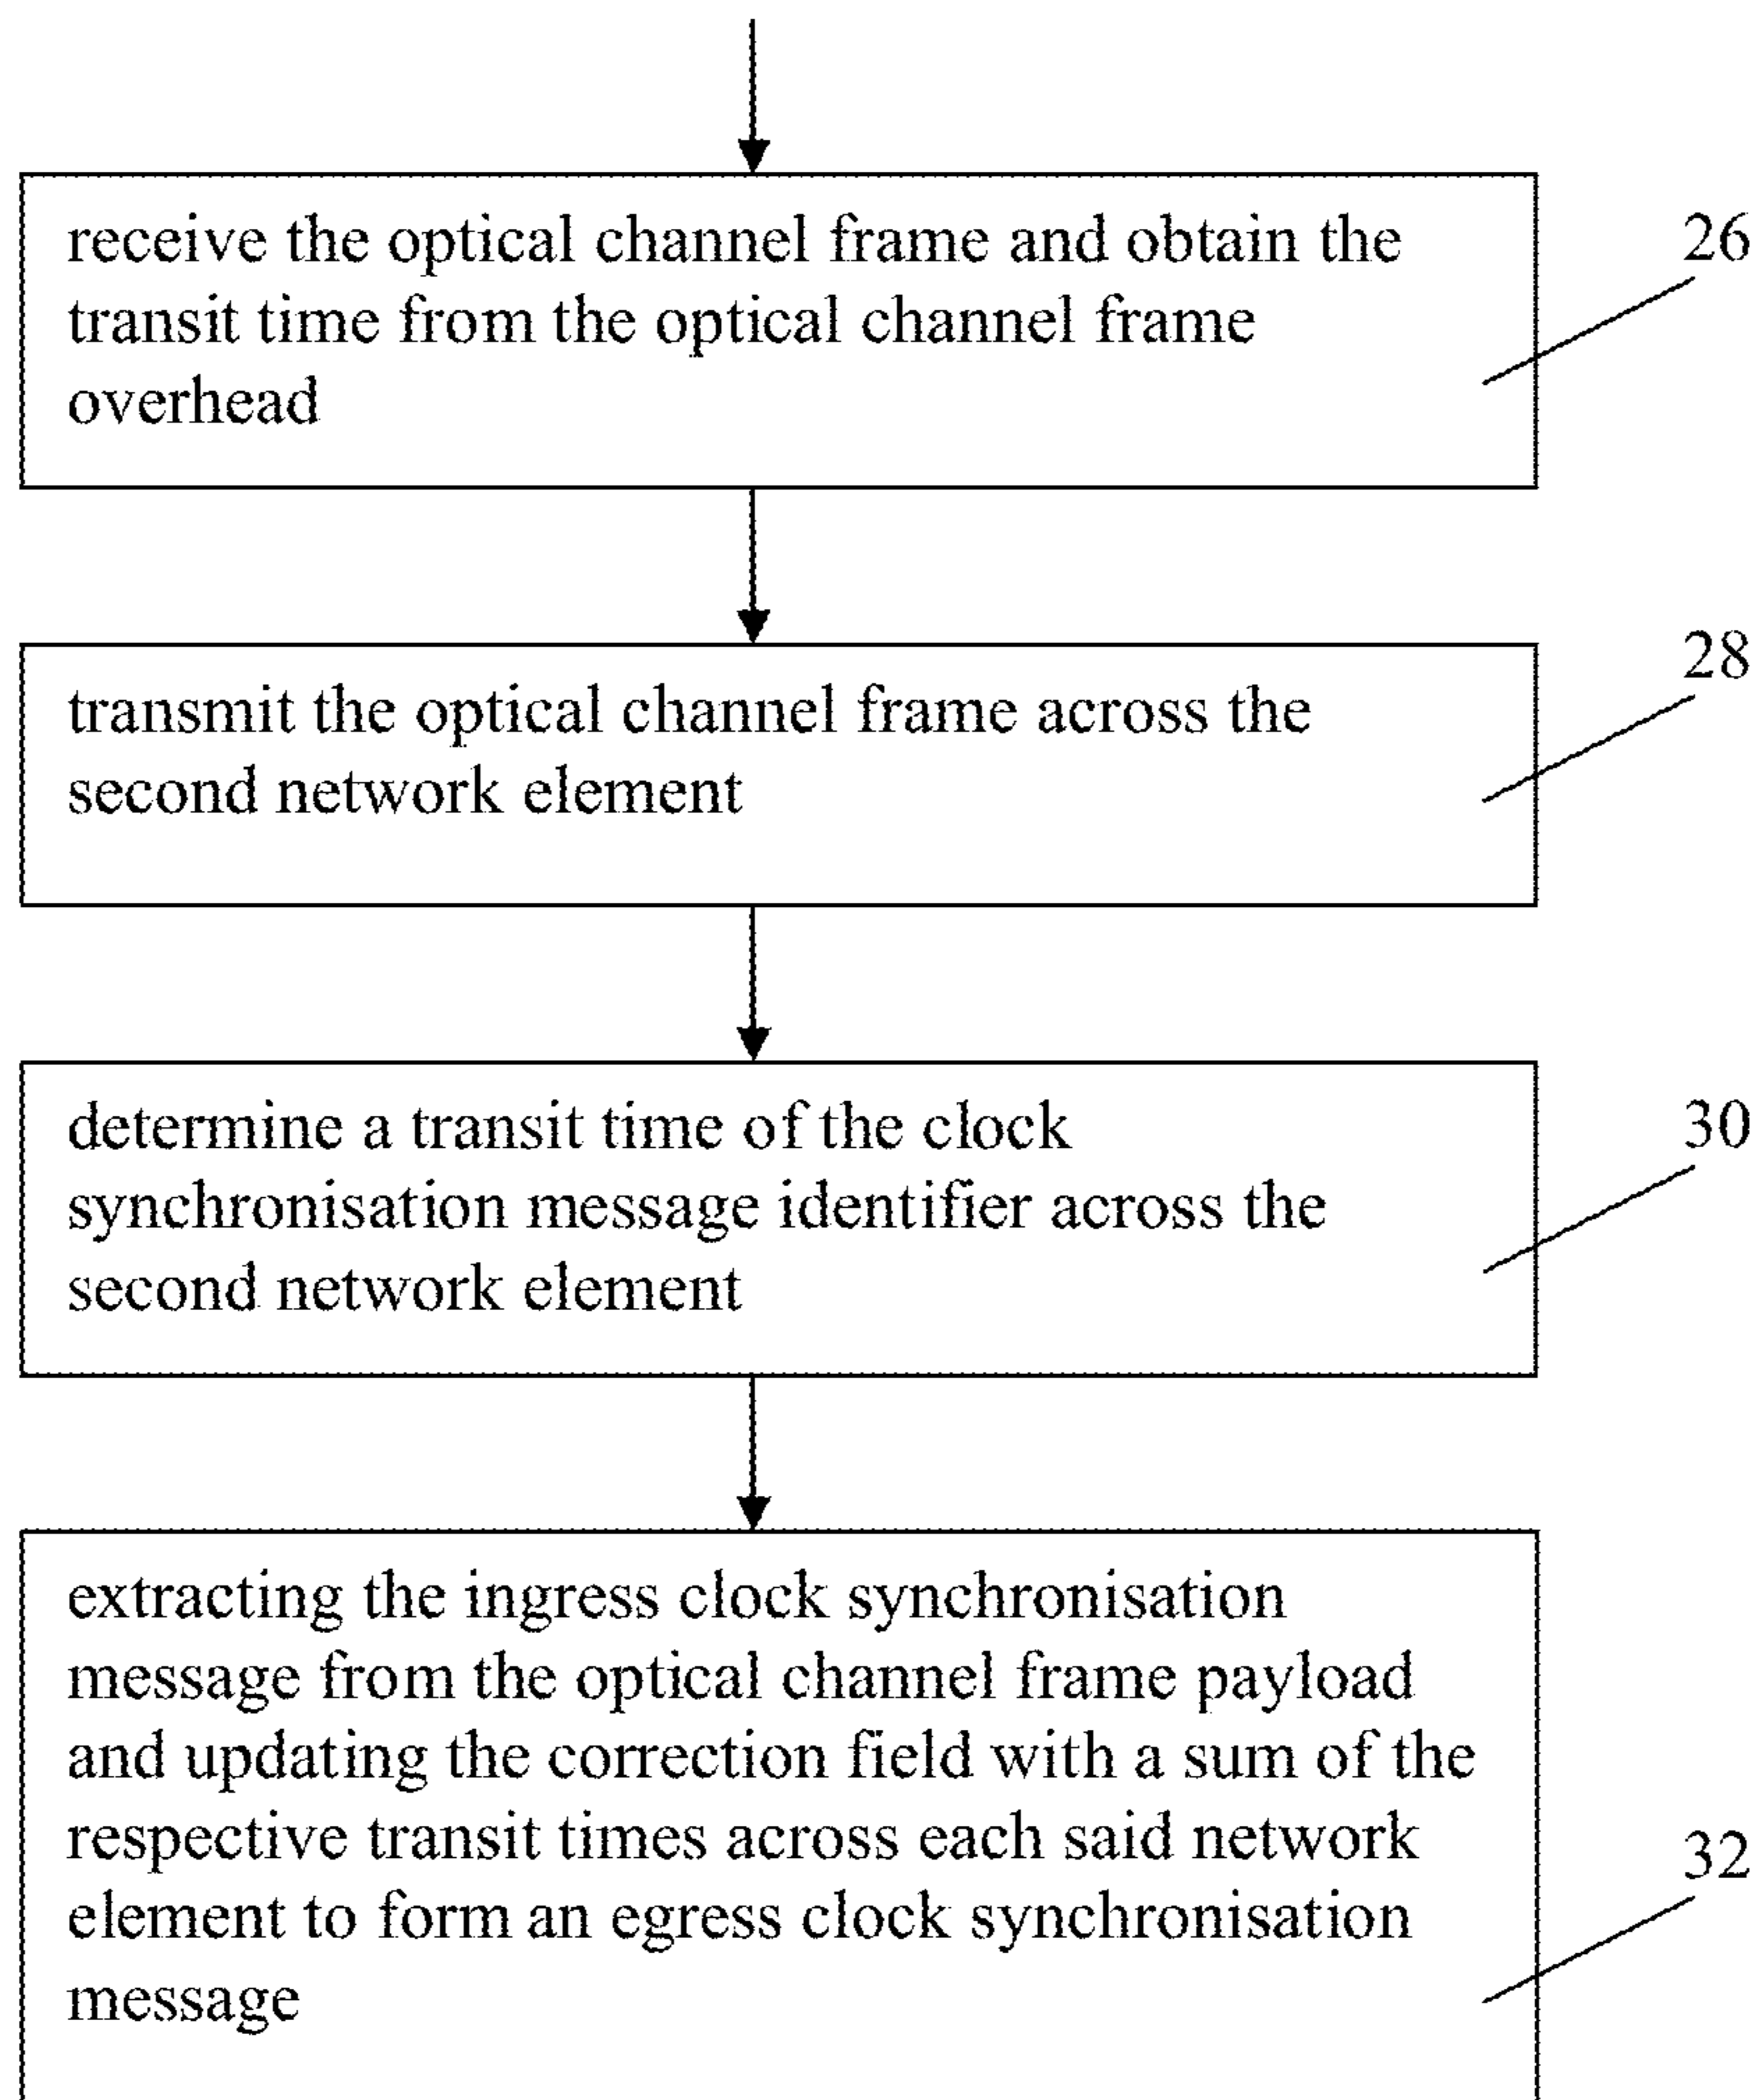 receive the optical channel frame and obtain the
transit time from the optical channel frame
overhead
26
transmit the optical channel frame across the
second network element
28
determine a transit time of the clock
synchronisation message identifier across the
second network element
30
extracting the ingress clock synchronisation
message from the optical channel frame payload
and updating the correction field with a sum of the
respective transit times across each said network
element to form an egress clock synchronisation
message
32